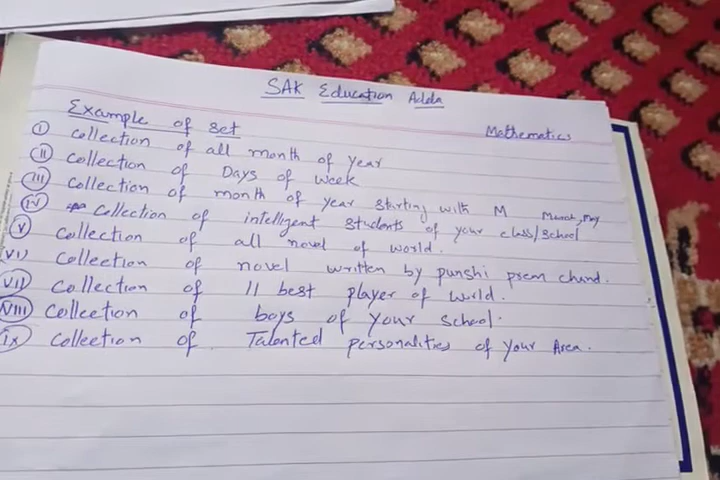 SAK Education Adda
Example of set
Mathematics
(I) collection of all month of year
(II) collection of Days of week
(III) collection of month of year starting with M March, May
(IV) collection of intelligent students of your class/school
(V) collection of all novel of world.
(VI) collection of novel written by punshi prem chand.
(VII) collection of 11 best player of world.
(VIII) collection of boys of your school.
(IX) collection of Talented personalities of your Area.